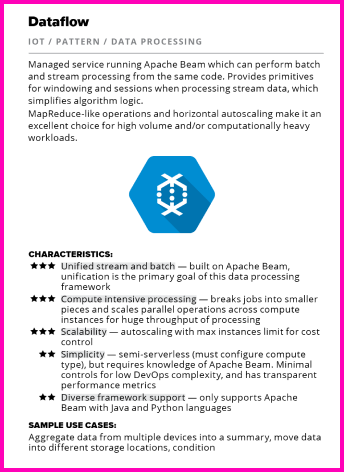 Dataflow
IOT / PATTERN / DATA PROCESSING
Managed service running Apache Beam which can perform batch
and stream processing from the same code. Provides primitives
for windowing and sessions when processing stream data, which
simplifies algorithm logic.
MapReduce-like operations and horizontal autoscaling make it an
excellent choice for high volume and/or computationally heavy
workloads.
CHARACTERISTICS:
★★★ Unified stream and batch — built on Apache Beam,
unification is the primary goal of this data processing
framework
★★★ Compute intensive processing — breaks jobs into smaller
pieces and scales parallel operations across compute
instances for huge throughput of processing
★★★ Scalability — autoscaling with max instances limit for cost
control
★★ Simplicity — semi-serverless (must configure compute
type), but requires knowledge of Apache Beam. Minimal
controls for low DevOps complexity, and has transparent
performance metrics
★★ Diverse framework support — only supports Apache
Beam with Java and Python languages
SAMPLE USE CASES:
Aggregate data from multiple devices into a summary, move data
into different storage locations, condition